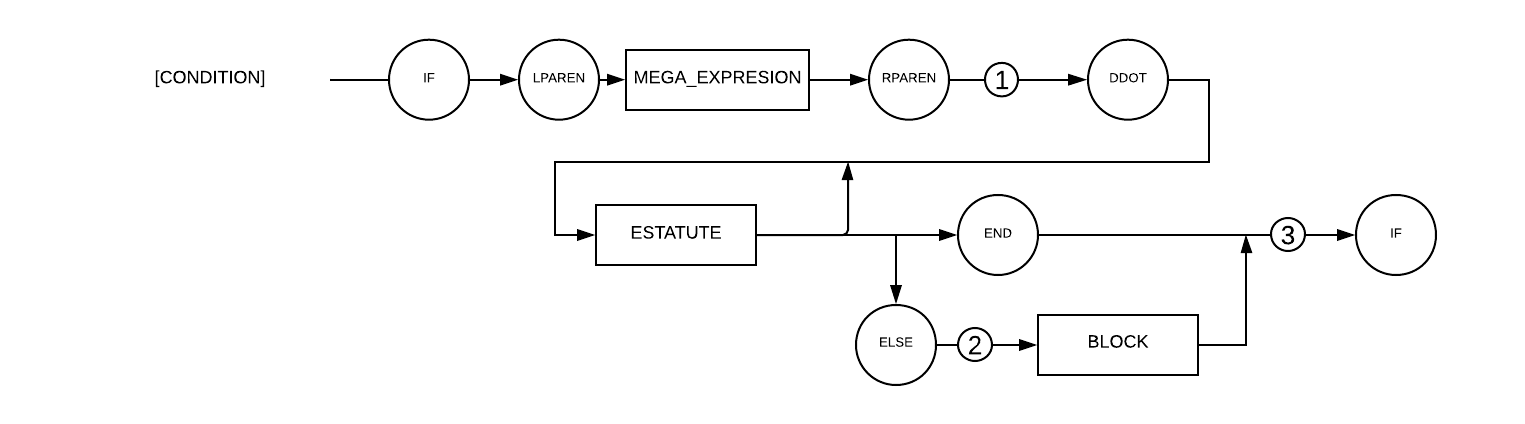 [CONDITION] IF LPAREN MEGA_EXPRESION RPAREN 1 DDOT
ESTATUTE END 3 IF
ELSE 2 BLOCK